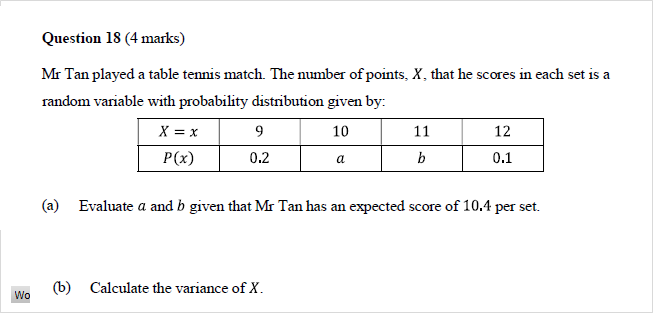 Question 18 (4 marks)
Mr Tan played a table tennis match. The number of points, X, that he scores in each set is a
random variable with probability distribution given by:
X = x 9 10 11 12
P(x) 0.2 a b 0.1
(a) Evaluate a and b given that Mr Tan has an expected score of 10.4 per set.
(b) Calculate the variance of X.
Wo